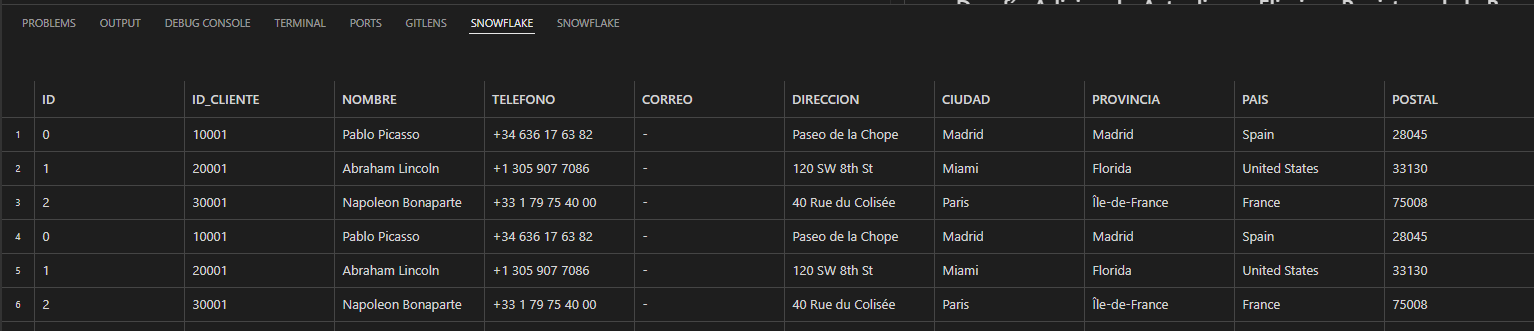 PROBLEMS OUTPUT DEBUG CONSOLE TERMINAL PORTS GITLENS SNOWFLAKE SNOWFLAKE
ID ID_CLIENTE NOMBRE TELEFONO CORREO DIRECCION CIUDAD PROVINCIA PAIS POSTAL
1 0 10001 Pablo Picasso +34 636 17 63 82 - Paseo de la Chope Madrid Madrid Spain 28045
2 1 20001 Abraham Lincoln +1 305 907 7086 - 120 SW 8th St Miami Florida United States 33130
3 2 30001 Napoleon Bonaparte +33 1 79 75 40 00 - 40 Rue du Colisée Paris Île-de-France France 75008
4 0 10001 Pablo Picasso +34 636 17 63 82 - Paseo de la Chope Madrid Madrid Spain 28045
5 1 20001 Abraham Lincoln +1 305 907 7086 - 120 SW 8th St Miami Florida United States 33130
6 2 30001 Napoleon Bonaparte +33 1 79 75 40 00 - 40 Rue du Colisée Paris Île-de-France France 75008